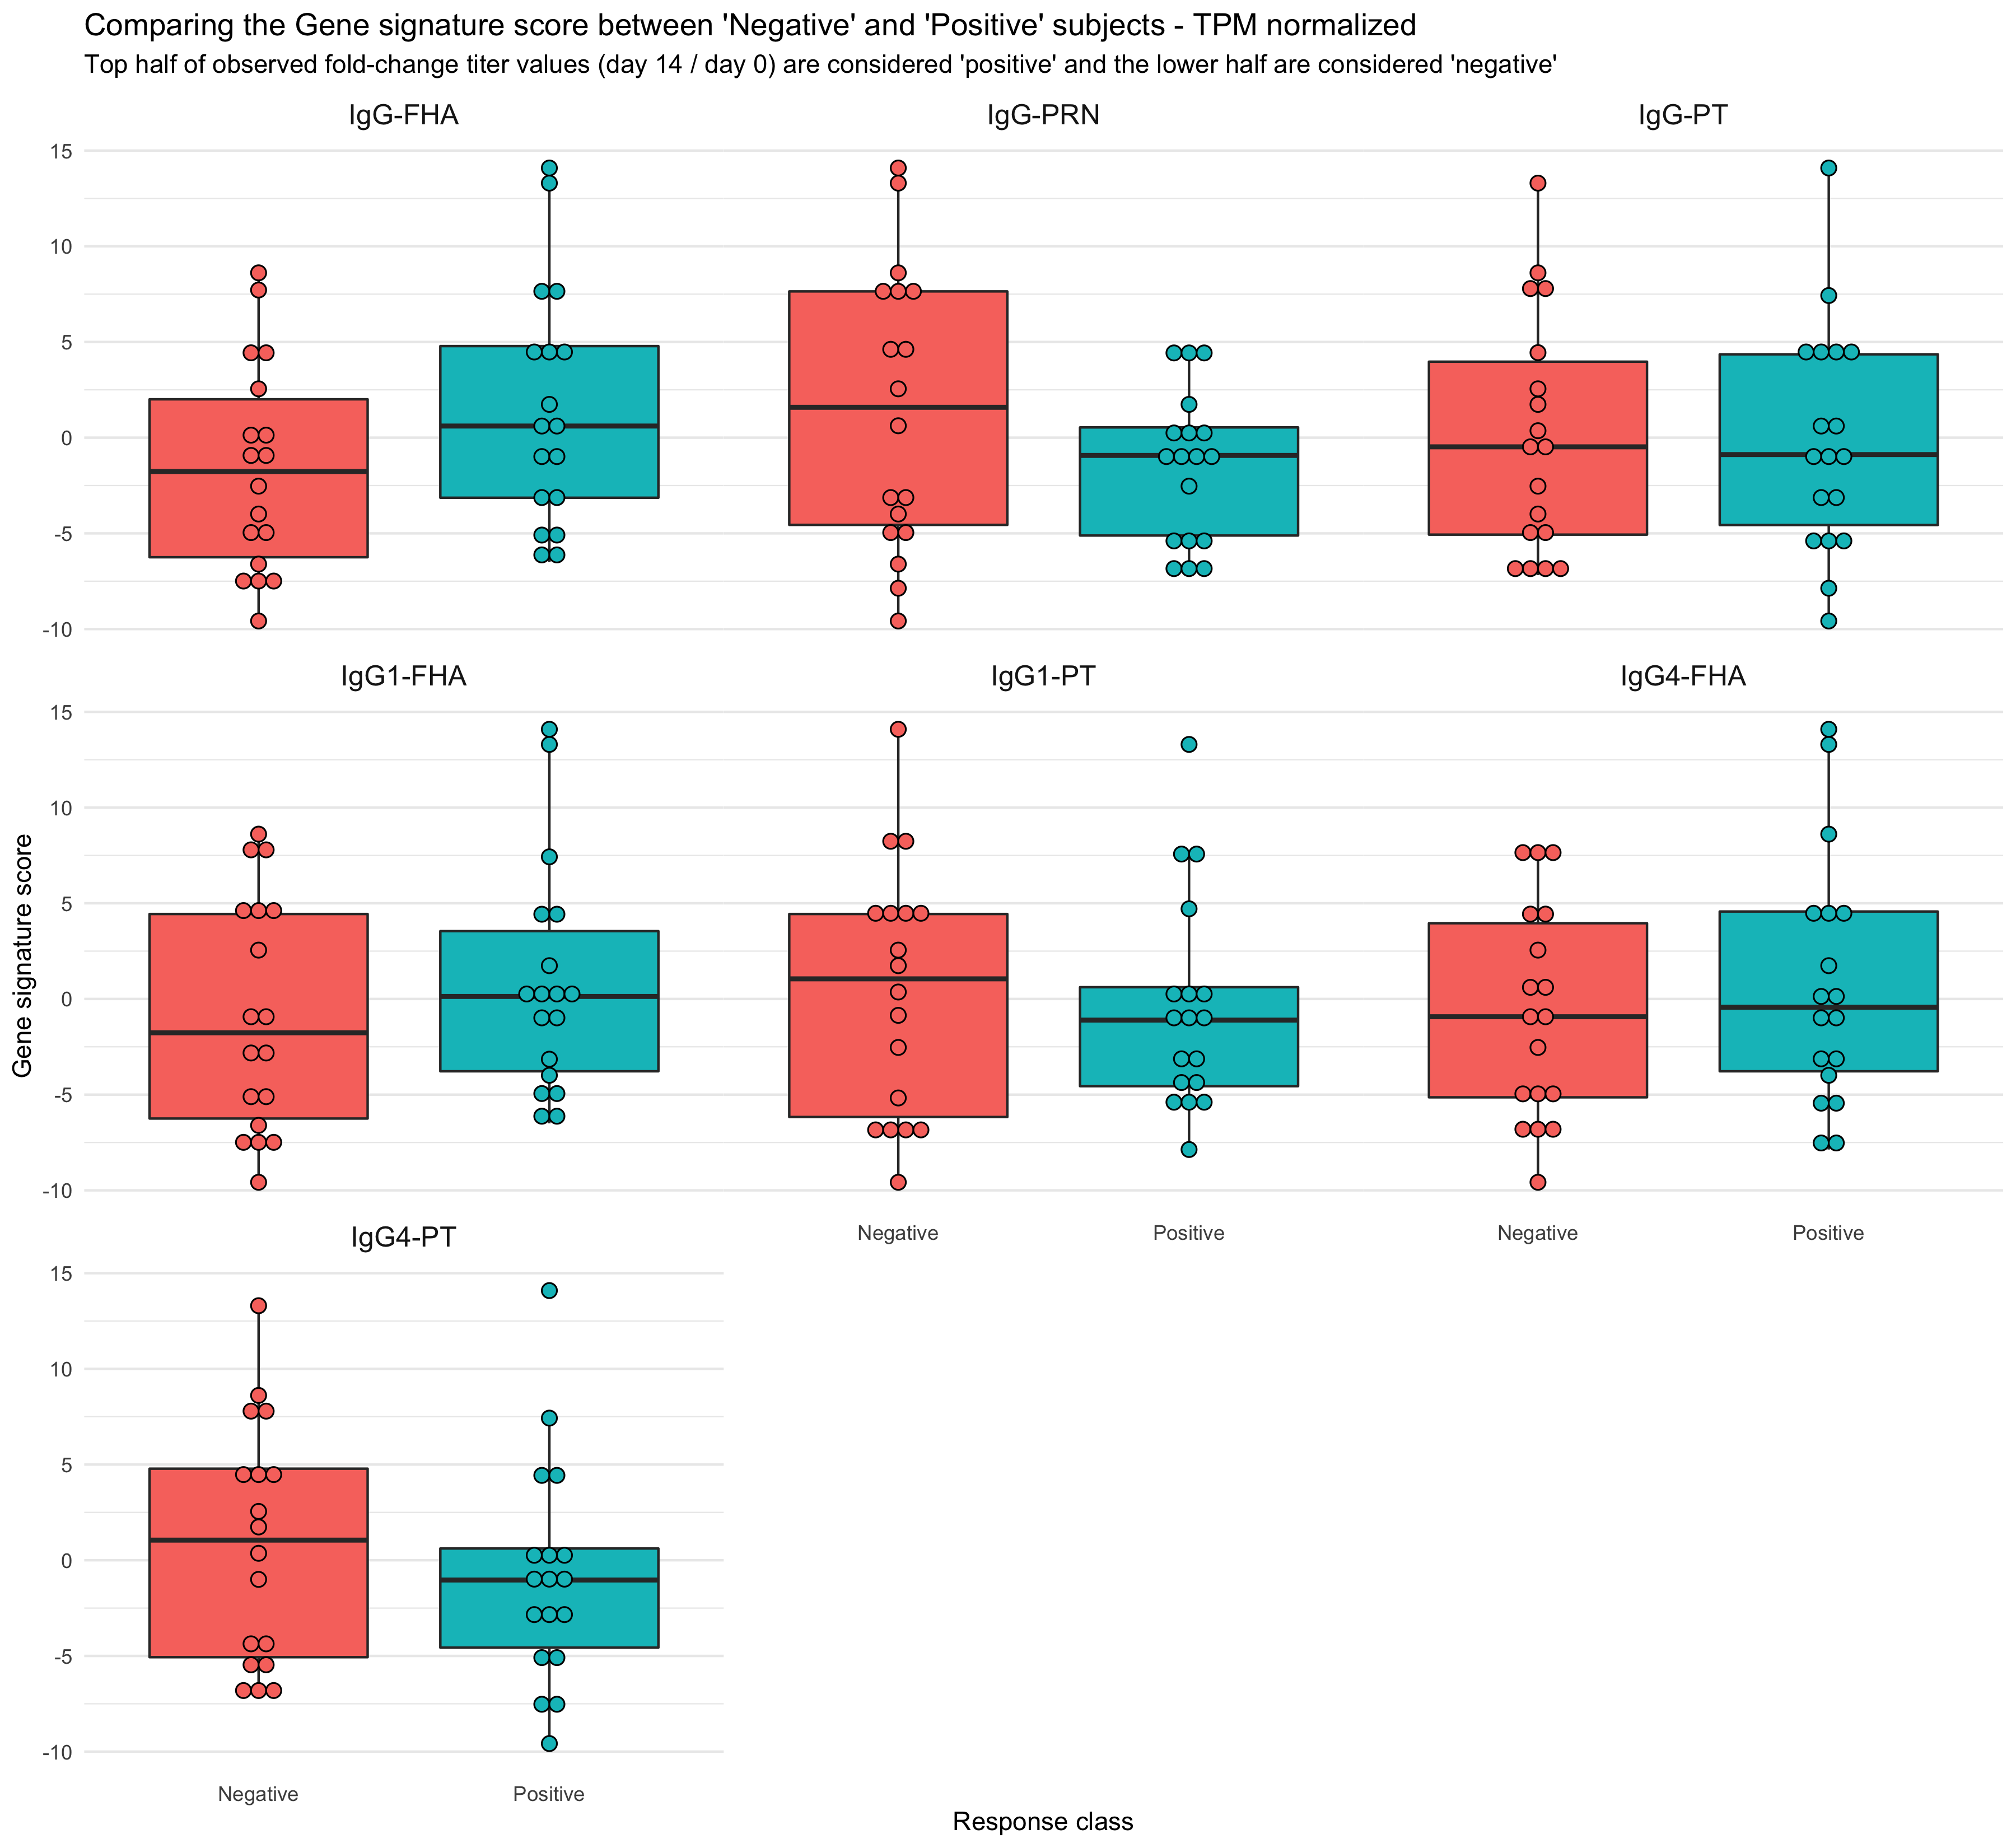 Comparing the Gene signature score between 'Negative' and 'Positive' subjects - TPM normalized
Top half of observed fold-change titer values (day 14 / day 0) are considered 'positive' and the lower half are considered 'negative'
IgG-FHA IgG-PRN IgG-PT
15
10
5
0
-5
-10
IgG1-FHA IgG1-PT IgG4-FHA
15
10
5
0
-5
-10
Gene signature score
Negative Positive Negative Positive
IgG4-PT
15
10
5
0
-5
-10
Negative Positive
Response class